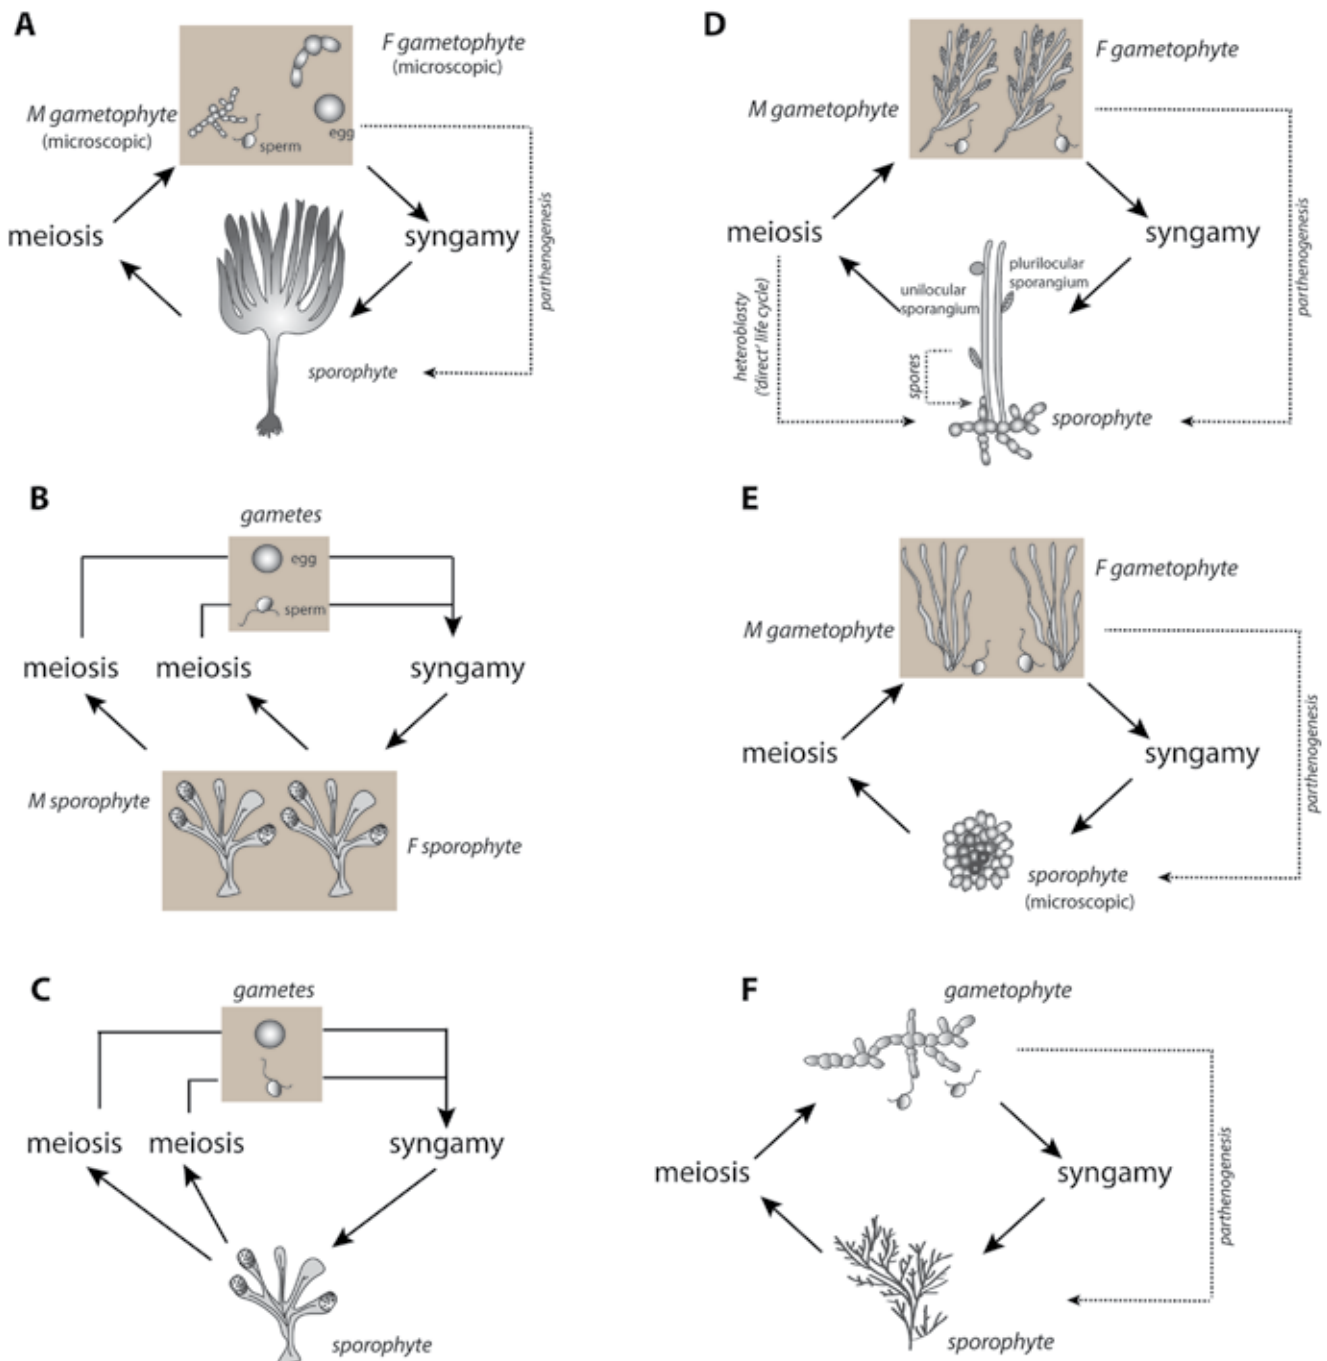 A
F gametophyte
(microscopic)
M gametophyte
(microscopic)
egg
sperm
meiosis
syngamy
parthenogenesis
sporophyte
B
gametes
egg
sperm
meiosis
meiosis
syngamy
M sporophyte
F sporophyte
C
gametes
meiosis
meiosis
syngamy
sporophyte
D
F gametophyte
M gametophyte
meiosis
syngamy
plurilocular
sporangium
unilocular
sporangium
heteroblasty
('direct' life cycle)
spores
sporophyte
parthenogenesis
E
F gametophyte
M gametophyte
meiosis
syngamy
parthenogenesis
sporophyte
(microscopic)
F
gametophyte
meiosis
syngamy
parthenogenesis
sporophyte